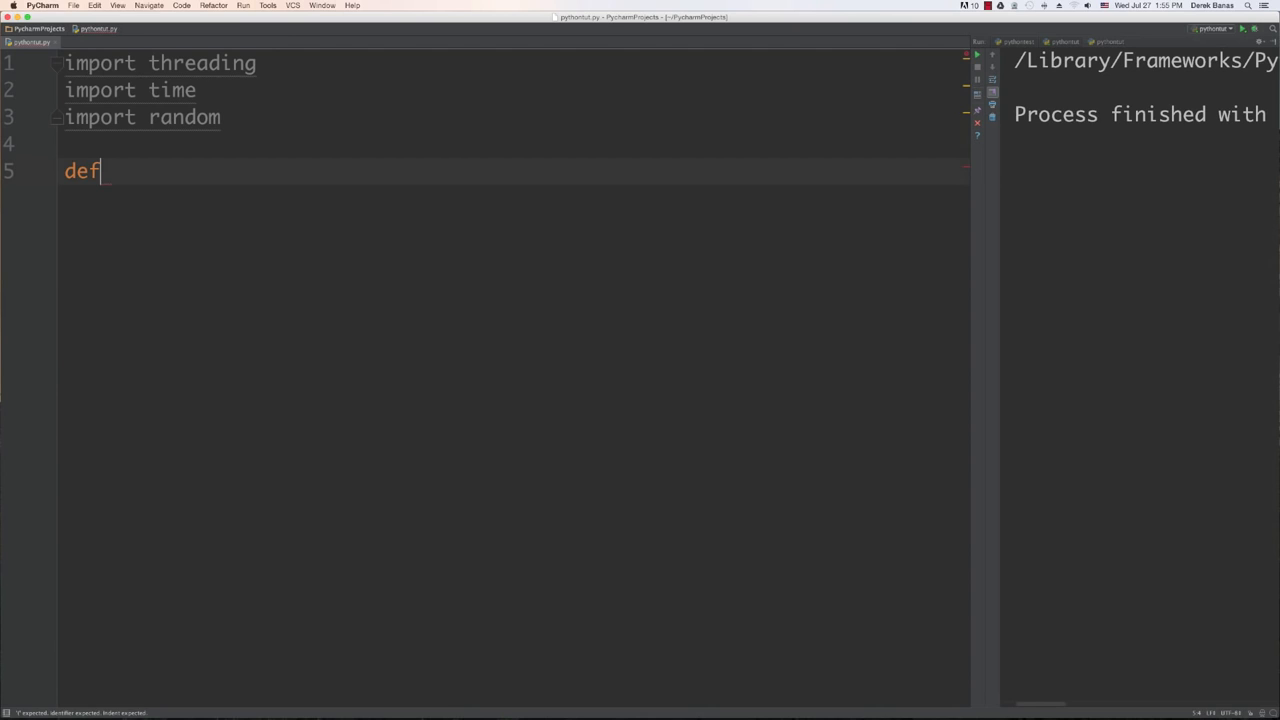 PyCharm File Edit View Navigate Code Refactor Run Tools VCS Window Help
10 Wed Jul 27 1:55 PM Derek Banas
pythontut.py - PycharmProjects - [~/PycharmProjects]
PycharmProjects pythontut.py pythontut
pythontut.py Run pythontest pythontut pythontut
1 import threading
2 import time
3 import random
4
5 def
/Library/Frameworks/Py
Process finished with
'(' expected. Identifier expected. Indent expected. 5:4 LF÷ UTF-8÷